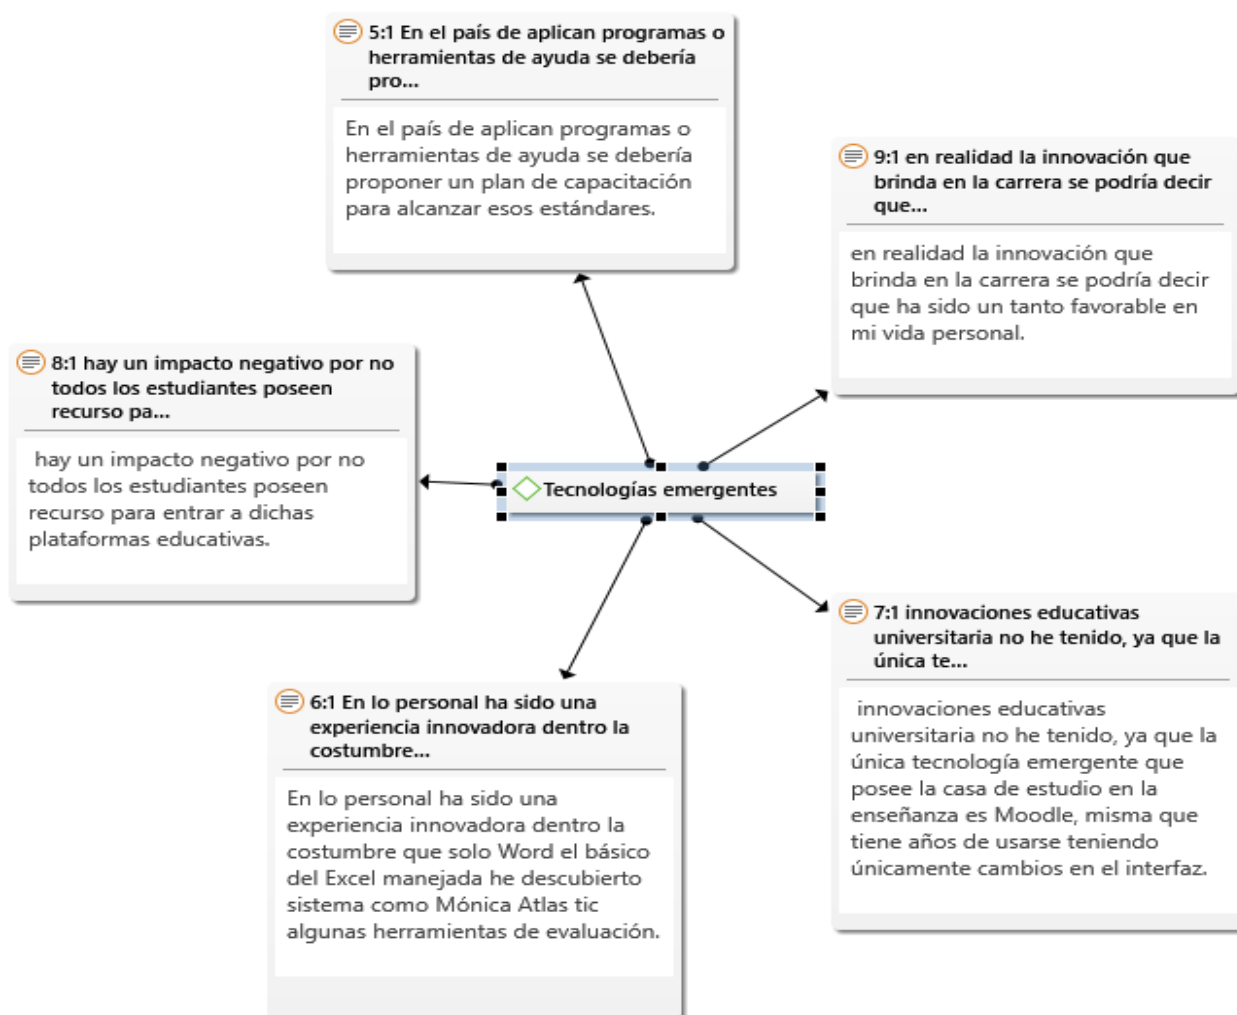 5:1 En el país de aplican programas o
herramientas de ayuda se debería
pro...
En el país de aplican programas o
herramientas de ayuda se debería
proponer un plan de capacitación
para alcanzar esos estándares.
9:1 en realidad la innovación que
brinda en la carrera se podría decir
que...
en realidad la innovación que
brinda en la carrera se podría decir
que ha sido un tanto favorable en
mi vida personal.
8:1 hay un impacto negativo por no
todos los estudiantes poseen
recurso pa...
hay un impacto negativo por no
todos los estudiantes poseen
recurso para entrar a dichas
plataformas educativas.
Tecnologías emergentes
7:1 innovaciones educativas
universitaria no he tenido, ya que la
única te...
innovaciones educativas
universitaria no he tenido, ya que la
única tecnología emergente que
posee la casa de estudio en la
enseñanza es Moodle, misma que
tiene años de usarse teniendo
únicamente cambios en el interfaz.
6:1 En lo personal ha sido una
experiencia innovadora dentro la
costumbre...
En lo personal ha sido una
experiencia innovadora dentro la
costumbre que solo Word el básico
del Excel manejada he descubierto
sistema como Mónica Atlas tic
algunas herramientas de evaluación.